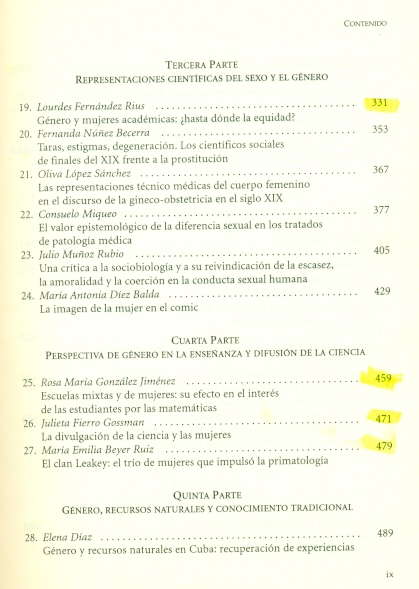 CONTENIDO
TERCERA PARTE
REPRESENTACIONES CIENTÍFICAS DEL SEXO Y EL GÉNERO
19. Lourdes Fernández Rius ........................................ 331
Género y mujeres académicas: ¿hasta dónde la equidad?
20. Fernanda Núñez Becerra ........................................ 353
Taras, estigmas, degeneración. Los científicos sociales
de finales del XIX frente a la prostitución
21. Oliva López Sánchez ........................................ 367
Las representaciones técnico médicas del cuerpo femenino
en el discurso de la gineco-obstetricia en el siglo XIX
22. Consuelo Miqueo ........................................ 377
El valor epistemológico de la diferencia sexual en los tratados
de patología médica
23. Julio Muñoz Rubio ........................................ 405
Una crítica a la sociobiología y a su reivindicación de la escasez,
la amoralidad y la coerción en la conducta sexual humana
24. María Antonia Díez Balda ........................................ 429
La imagen de la mujer en el comic
CUARTA PARTE
PERSPECTIVA DE GÉNERO EN LA ENSEÑANZA Y DIFUSIÓN DE LA CIENCIA
25. Rosa María González Jiménez ........................................ 459
Escuelas mixtas y de mujeres: su efecto en el interés
de las estudiantes por las matemáticas
26. Julieta Fierro Gossman ........................................ 471
La divulgación de la ciencia y las mujeres
27. María Emilia Beyer Ruiz ........................................ 479
El clan Leakey: el trío de mujeres que impulsó la primatología
QUINTA PARTE
GÉNERO, RECURSOS NATURALES Y CONOCIMIENTO TRADICIONAL
28. Elena Díaz ........................................ 489
Género y recursos naturales en Cuba: recuperación de experiencias
ix